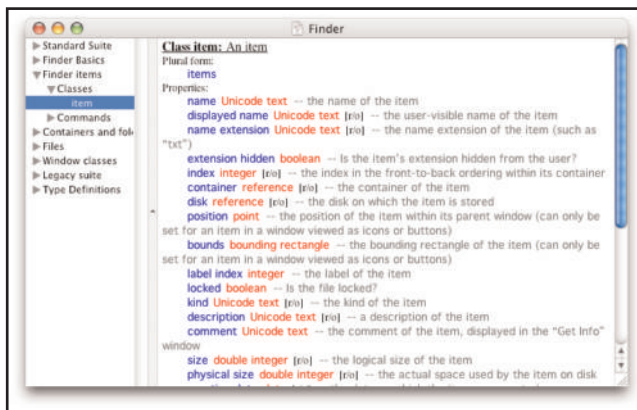 Finder
Standard Suite
Finder Basics
Finder items
Classes
item
Commands
Containers and fol
Files
Window classes
Legacy suite
Type Definitions
Class item: An item
Plural form:
items
Properties:
name Unicode text -- the name of the item
displayed name Unicode text [r/o] -- the user-visible name of the item
name extension Unicode text [r/o] -- the name extension of the item (such as
"txt")
extension hidden boolean -- Is the item's extension hidden from the user?
index integer [r/o] -- the index in the front-to-back ordering within its container
container reference [r/o] -- the container of the item
disk reference [r/o] -- the disk on which the item is stored
position point -- the position of the item within its parent window (can only be
set for an item in a window viewed as icons or buttons)
bounds bounding rectangle -- the bounding rectangle of the item (can only be
set for an item in a window viewed as icons or buttons)
label index integer -- the label of the item
locked boolean -- Is the file locked?
kind Unicode text [r/o] -- the kind of the item
description Unicode text [r/o] -- a description of the item
comment Unicode text -- the comment of the item, displayed in the "Get Info"
window
size double integer [r/o] -- the logical size of the item
physical size double integer [r/o] -- the actual space used by the item on disk